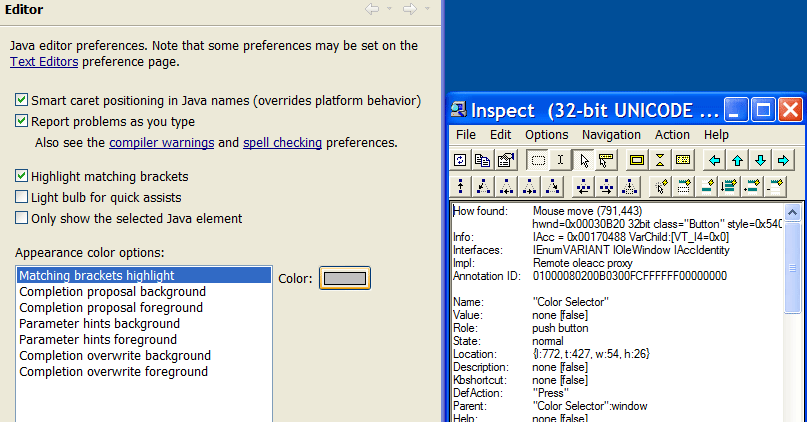 Editor
Java editor preferences. Note that some preferences may be set on the
Text Editors preference page.
Smart caret positioning in Java names (overrides platform behavior)
Report problems as you type
Also see the compiler warnings and spell checking preferences.
Highlight matching brackets
Light bulb for quick assists
Only show the selected Java element
Appearance color options:
Matching brackets highlight
Completion proposal background
Completion proposal foreground
Parameter hints background
Parameter hints foreground
Completion overwrite background
Completion overwrite foreground
Color:
Inspect (32-bit UNICODE ...
File Edit Options Navigation Action Help
How found: Mouse move (791,443)
hwnd=0x00030B20 32bit class="Button" style=0x540
Info: IAcc = 0x00170488 VarChild:[VT_I4=0x0]
Interfaces: IEnumVARIANT IOleWindow IAccIdentity
Impl: Remote oleacc proxy
Annotation ID: 01000080200B0300FCFFFFFF00000000
Name: "Color Selector"
Value: none [false]
Role: push button
State: normal
Location: {l:772, t:427, w:54, h:26}
Description: none [false]
Kbshortcut: none [false]
DefAction: "Press"
Parent: "Color Selector":window
Help: none [false]